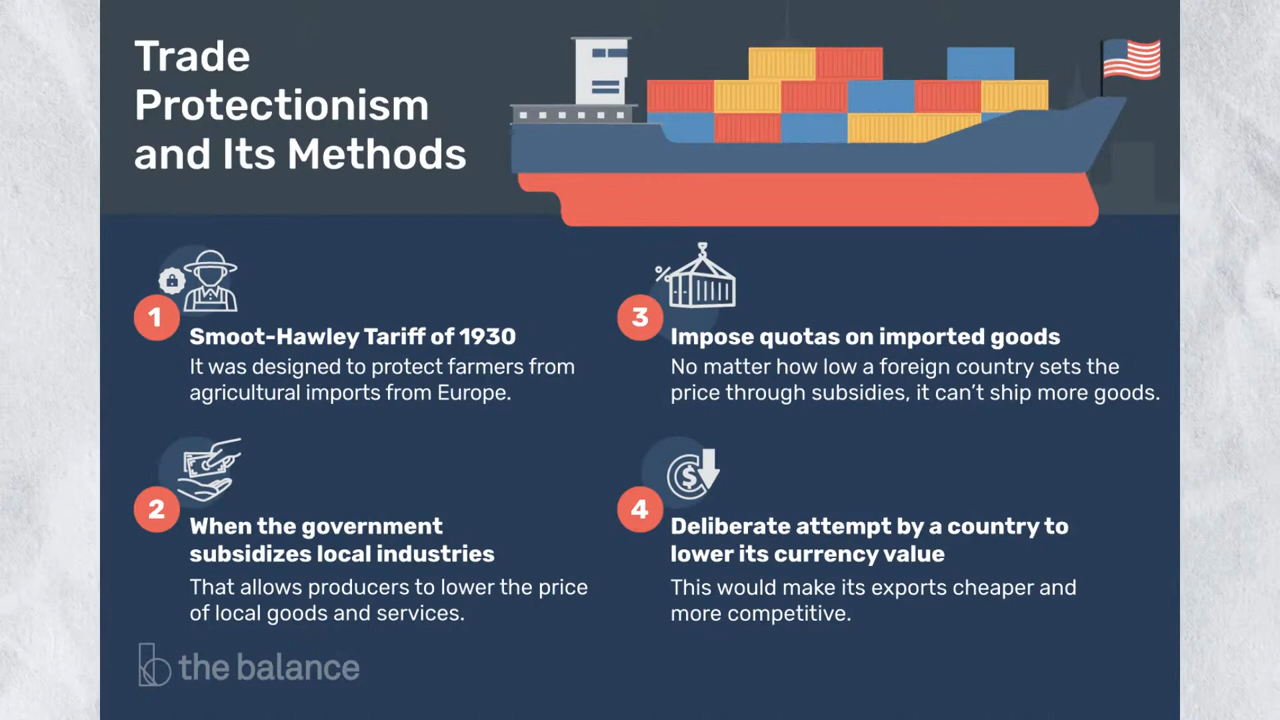 Trade
Protectionism
and Its Methods
1
Smoot-Hawley Tariff of 1930
It was designed to protect farmers from
agricultural imports from Europe.
2
When the government
subsidizes local industries
That allows producers to lower the price
of local goods and services.
%
3
Impose quotas on imported goods
No matter how low a foreign country sets the
price through subsidies, it can’t ship more goods.
$
4
Deliberate attempt by a country to
lower its currency value
This would make its exports cheaper and
more competitive.
the balance